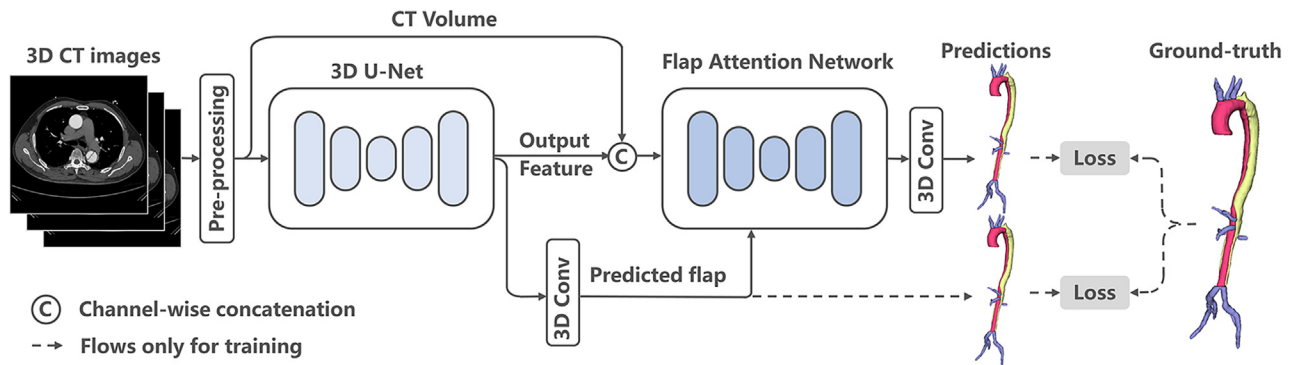 CT Volume
3D CT images
3D U-Net
Flap Attention Network
Predictions
Ground-truth
Pre-processing
Output
Feature
C
3D Conv
Loss
3D Conv
Predicted flap
Loss
C Channel-wise concatenation
Flows only for training